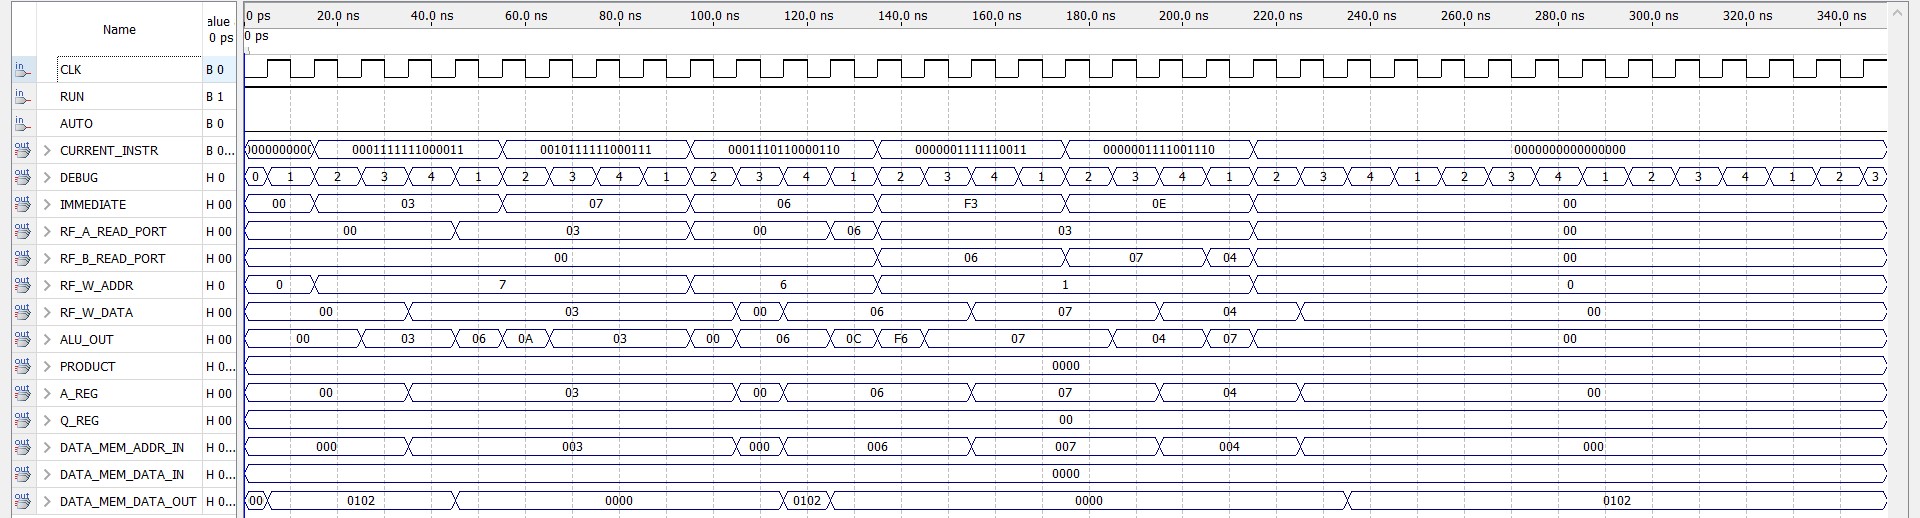 Name alue 0 ps 20.0 ns 40.0 ns 60.0 ns 80.0 ns 100.0 ns 120.0 ns 140.0 ns 160.0 ns 180.0 ns 200.0 ns 220.0 ns 240.0 ns 260.0 ns 280.0 ns 300.0 ns 320.0 ns 340.0 ns
0 ps 0 ps
in CLK B 0
in RUN B 1
in AUTO B 0
out > CURRENT_INSTR B 0... 0001111111000011 0010111111000111 0001110110000110 0000001111110011 0000001111001110 0000000000000000
out > DEBUG H 0 0 1 2 3 4 1 2 3 4 1 2 3 4 1 2 3 4 1 2 3 4 1 2 3 4 1 2 3 4 1 2 3 4 1 2 3
out > IMMEDIATE H 00 00 03 07 06 F3 0E 00
out > RF_A_READ_PORT H 00 00 03 00 06 03 00
out > RF_B_READ_PORT H 00 00 06 07 04 00
out > RF_W_ADDR H 0 0 7 6 1 0
out > RF_W_DATA H 00 00 03 00 06 07 04 00
out > ALU_OUT H 00 00 03 06 0A 03 00 06 0C F6 07 04 07 00
out > PRODUCT H 0... 0000
out > A_REG H 00 00 03 00 06 07 04 00
out > Q_REG H 00 00
out > DATA_MEM_ADDR_IN H 0... 000 003 000 006 007 004 000
out > DATA_MEM_DATA_IN H 0... 0000
out > DATA_MEM_DATA_OUT H 0... 00 0102 0000 0102 0000 0102